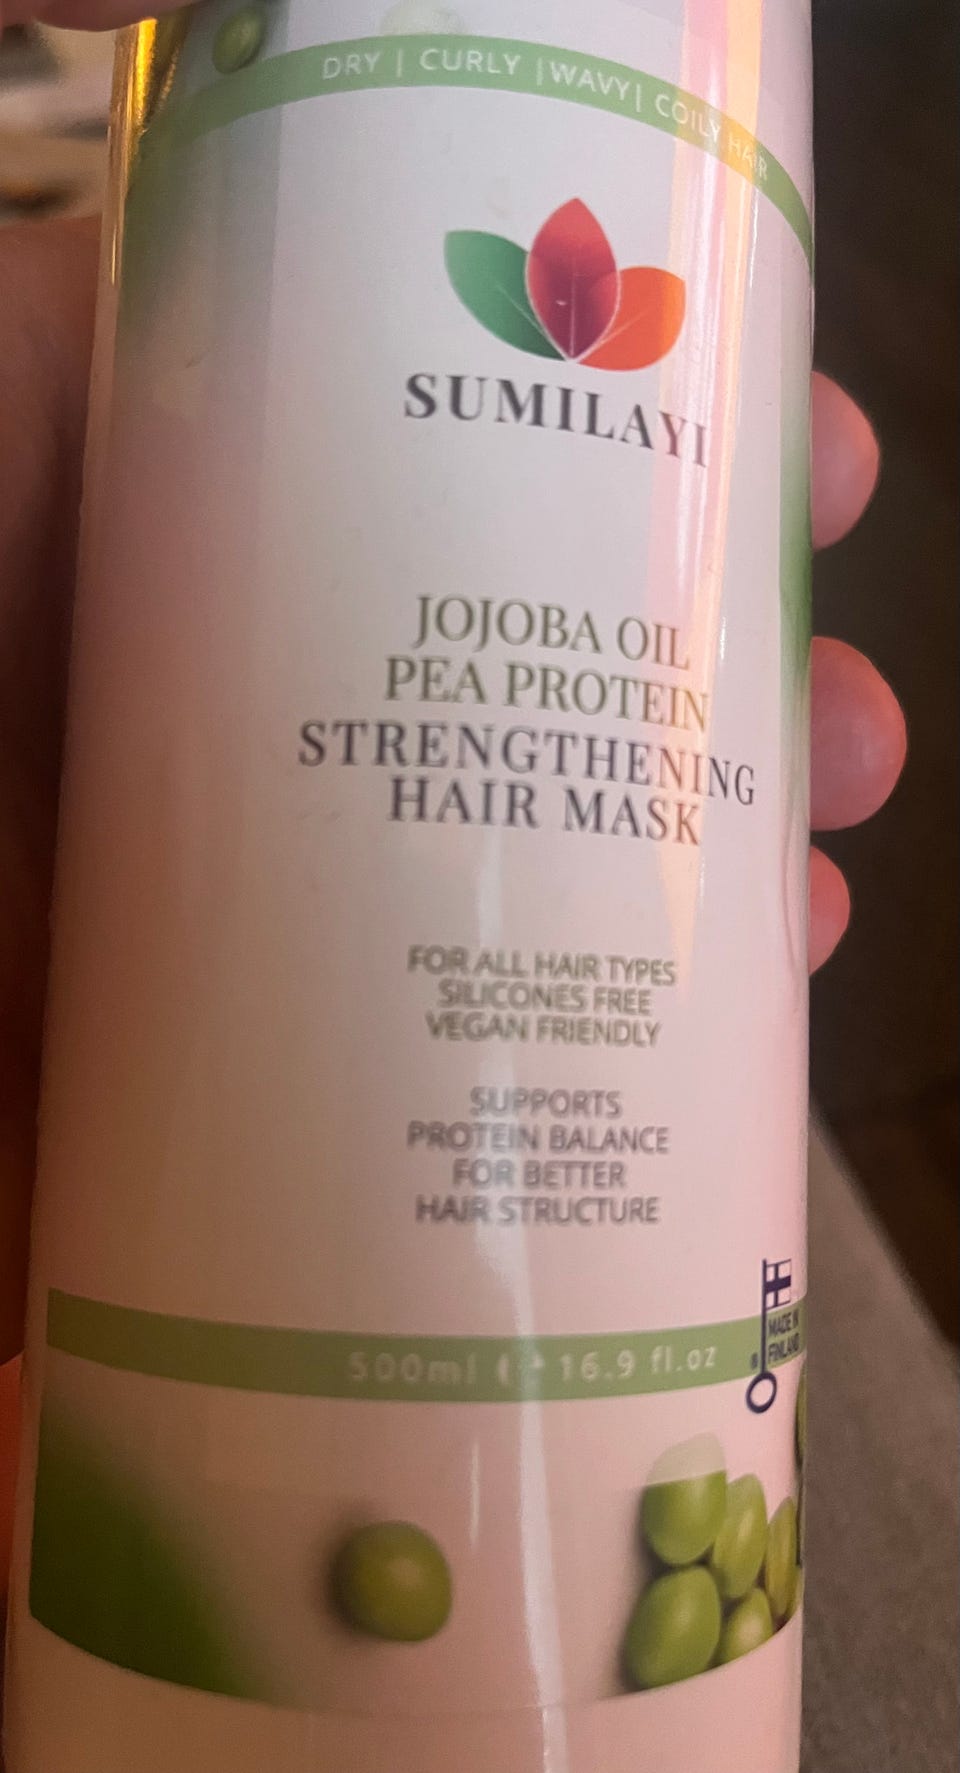 DRY | CURLY | WAVY | COILY HAIR
SUMILAYI
JOJOBA OIL
PEA PROTEIN
STRENGTHENING
HAIR MASK
FOR ALL HAIR TYPES
SILICONES FREE
VEGAN FRIENDLY
SUPPORTS
PROTEIN BALANCE
FOR BETTER
HAIR STRUCTURE
500ml ℮ 16.9 fl.oz
MADE IN
FINLAND